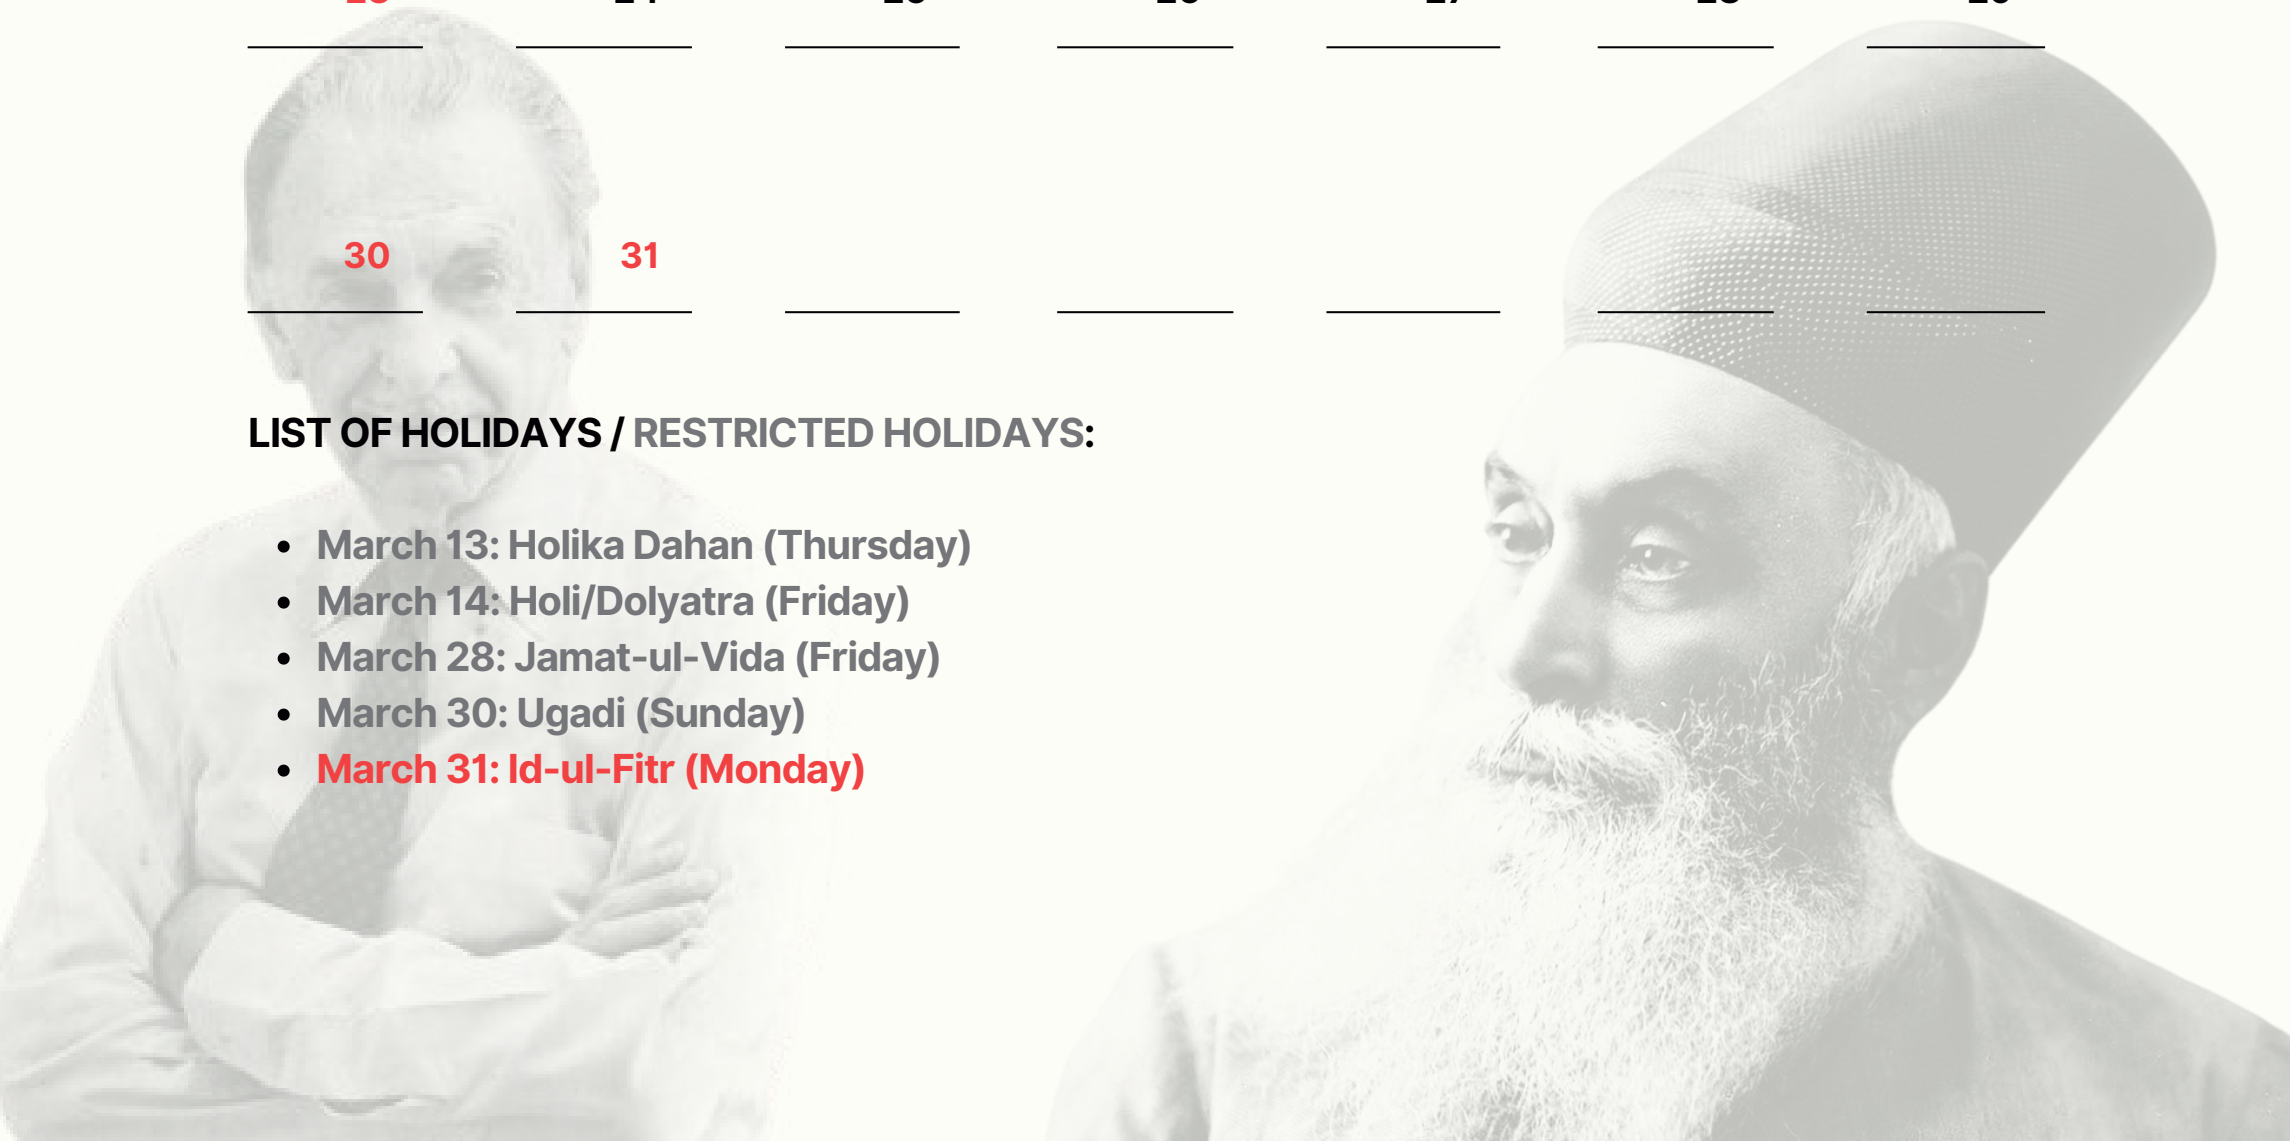 30 31
LIST OF HOLIDAYS / RESTRICTED HOLIDAYS:
• March 13: Holika Dahan (Thursday)
• March 14: Holi/Dolyatra (Friday)
• March 28: Jamat-ul-Vida (Friday)
• March 30: Ugadi (Sunday)
• March 31: Id-ul-Fitr (Monday)